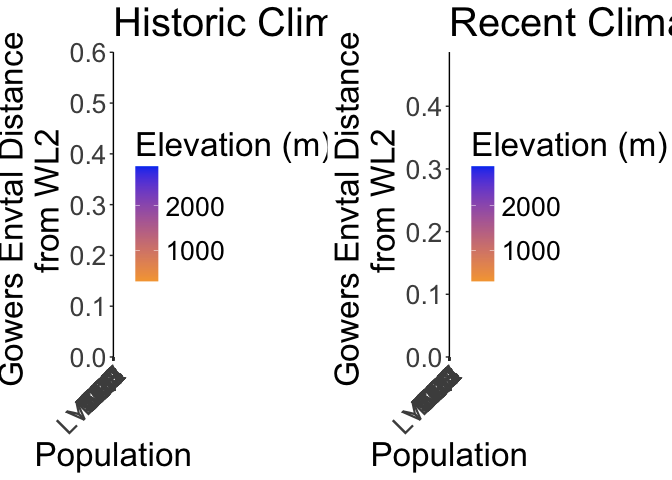 Historic Clim
Gowers Envtal Distance
from WL2
0.6
0.5
0.4
0.3
0.2
0.1
0.0
Elevation (m)
2000
1000
Population
Recent Clima
Gowers Envtal Distance
from WL2
0.4
0.3
0.2
0.1
0.0
Elevation (m)
2000
1000
Population